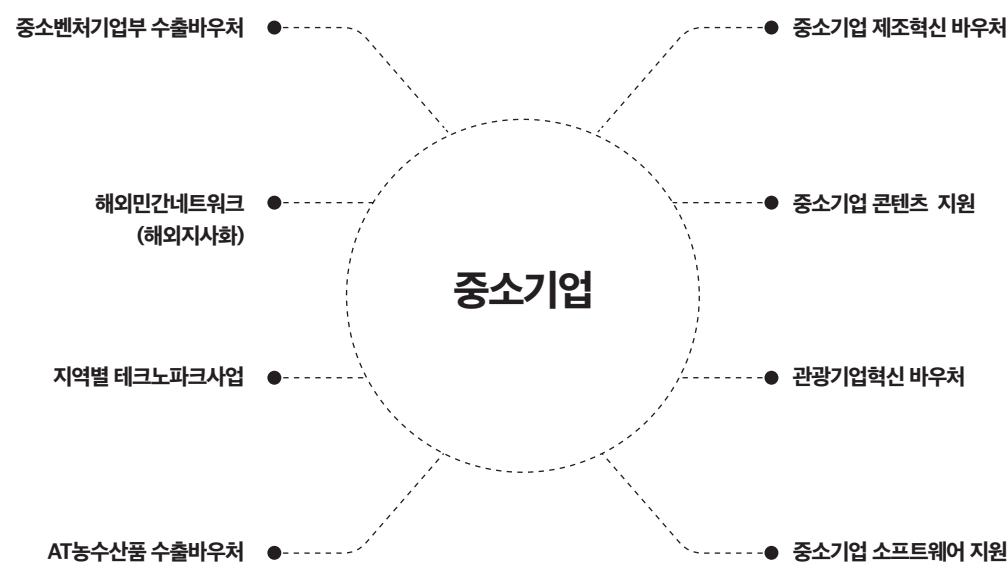 중소벤처기업부 수출바우처
해외민간네트워크
(해외지사화)
지역별 테크노파크사업
AT농수산품 수출바우처
중소기업
중소기업 제조혁신 바우처
중소기업 콘텐츠 지원
관광기업혁신 바우처
중소기업 소프트웨어 지원